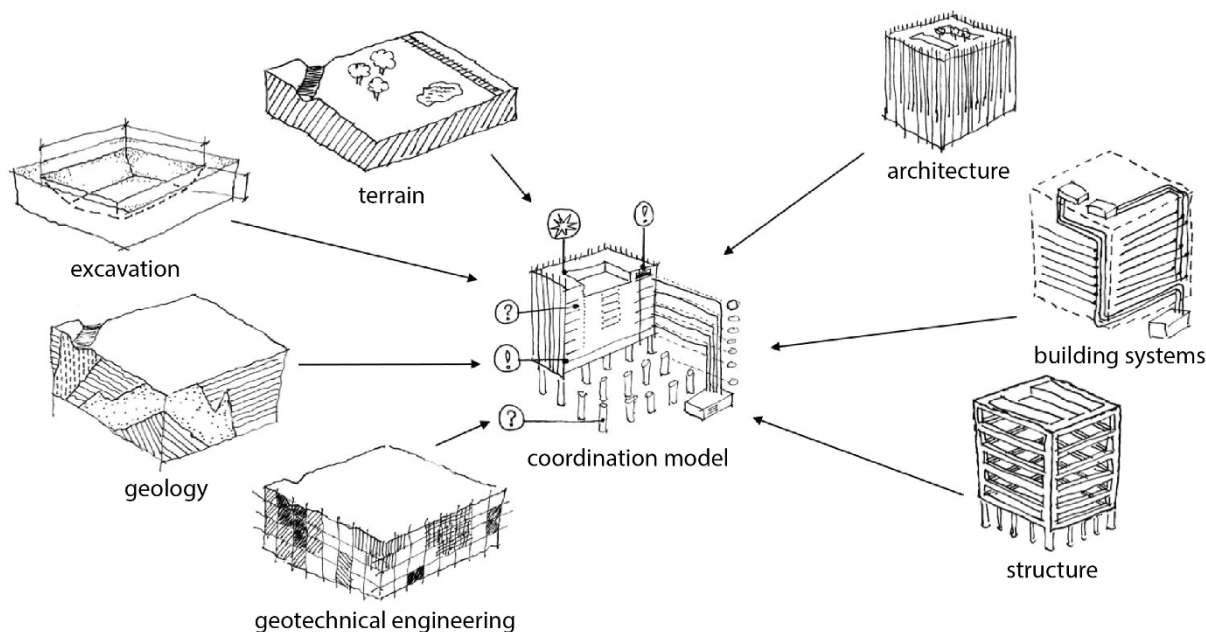 terrain
architecture
excavation
building systems
!
?
!
?
coordination model
geology
structure
geotechnical engineering